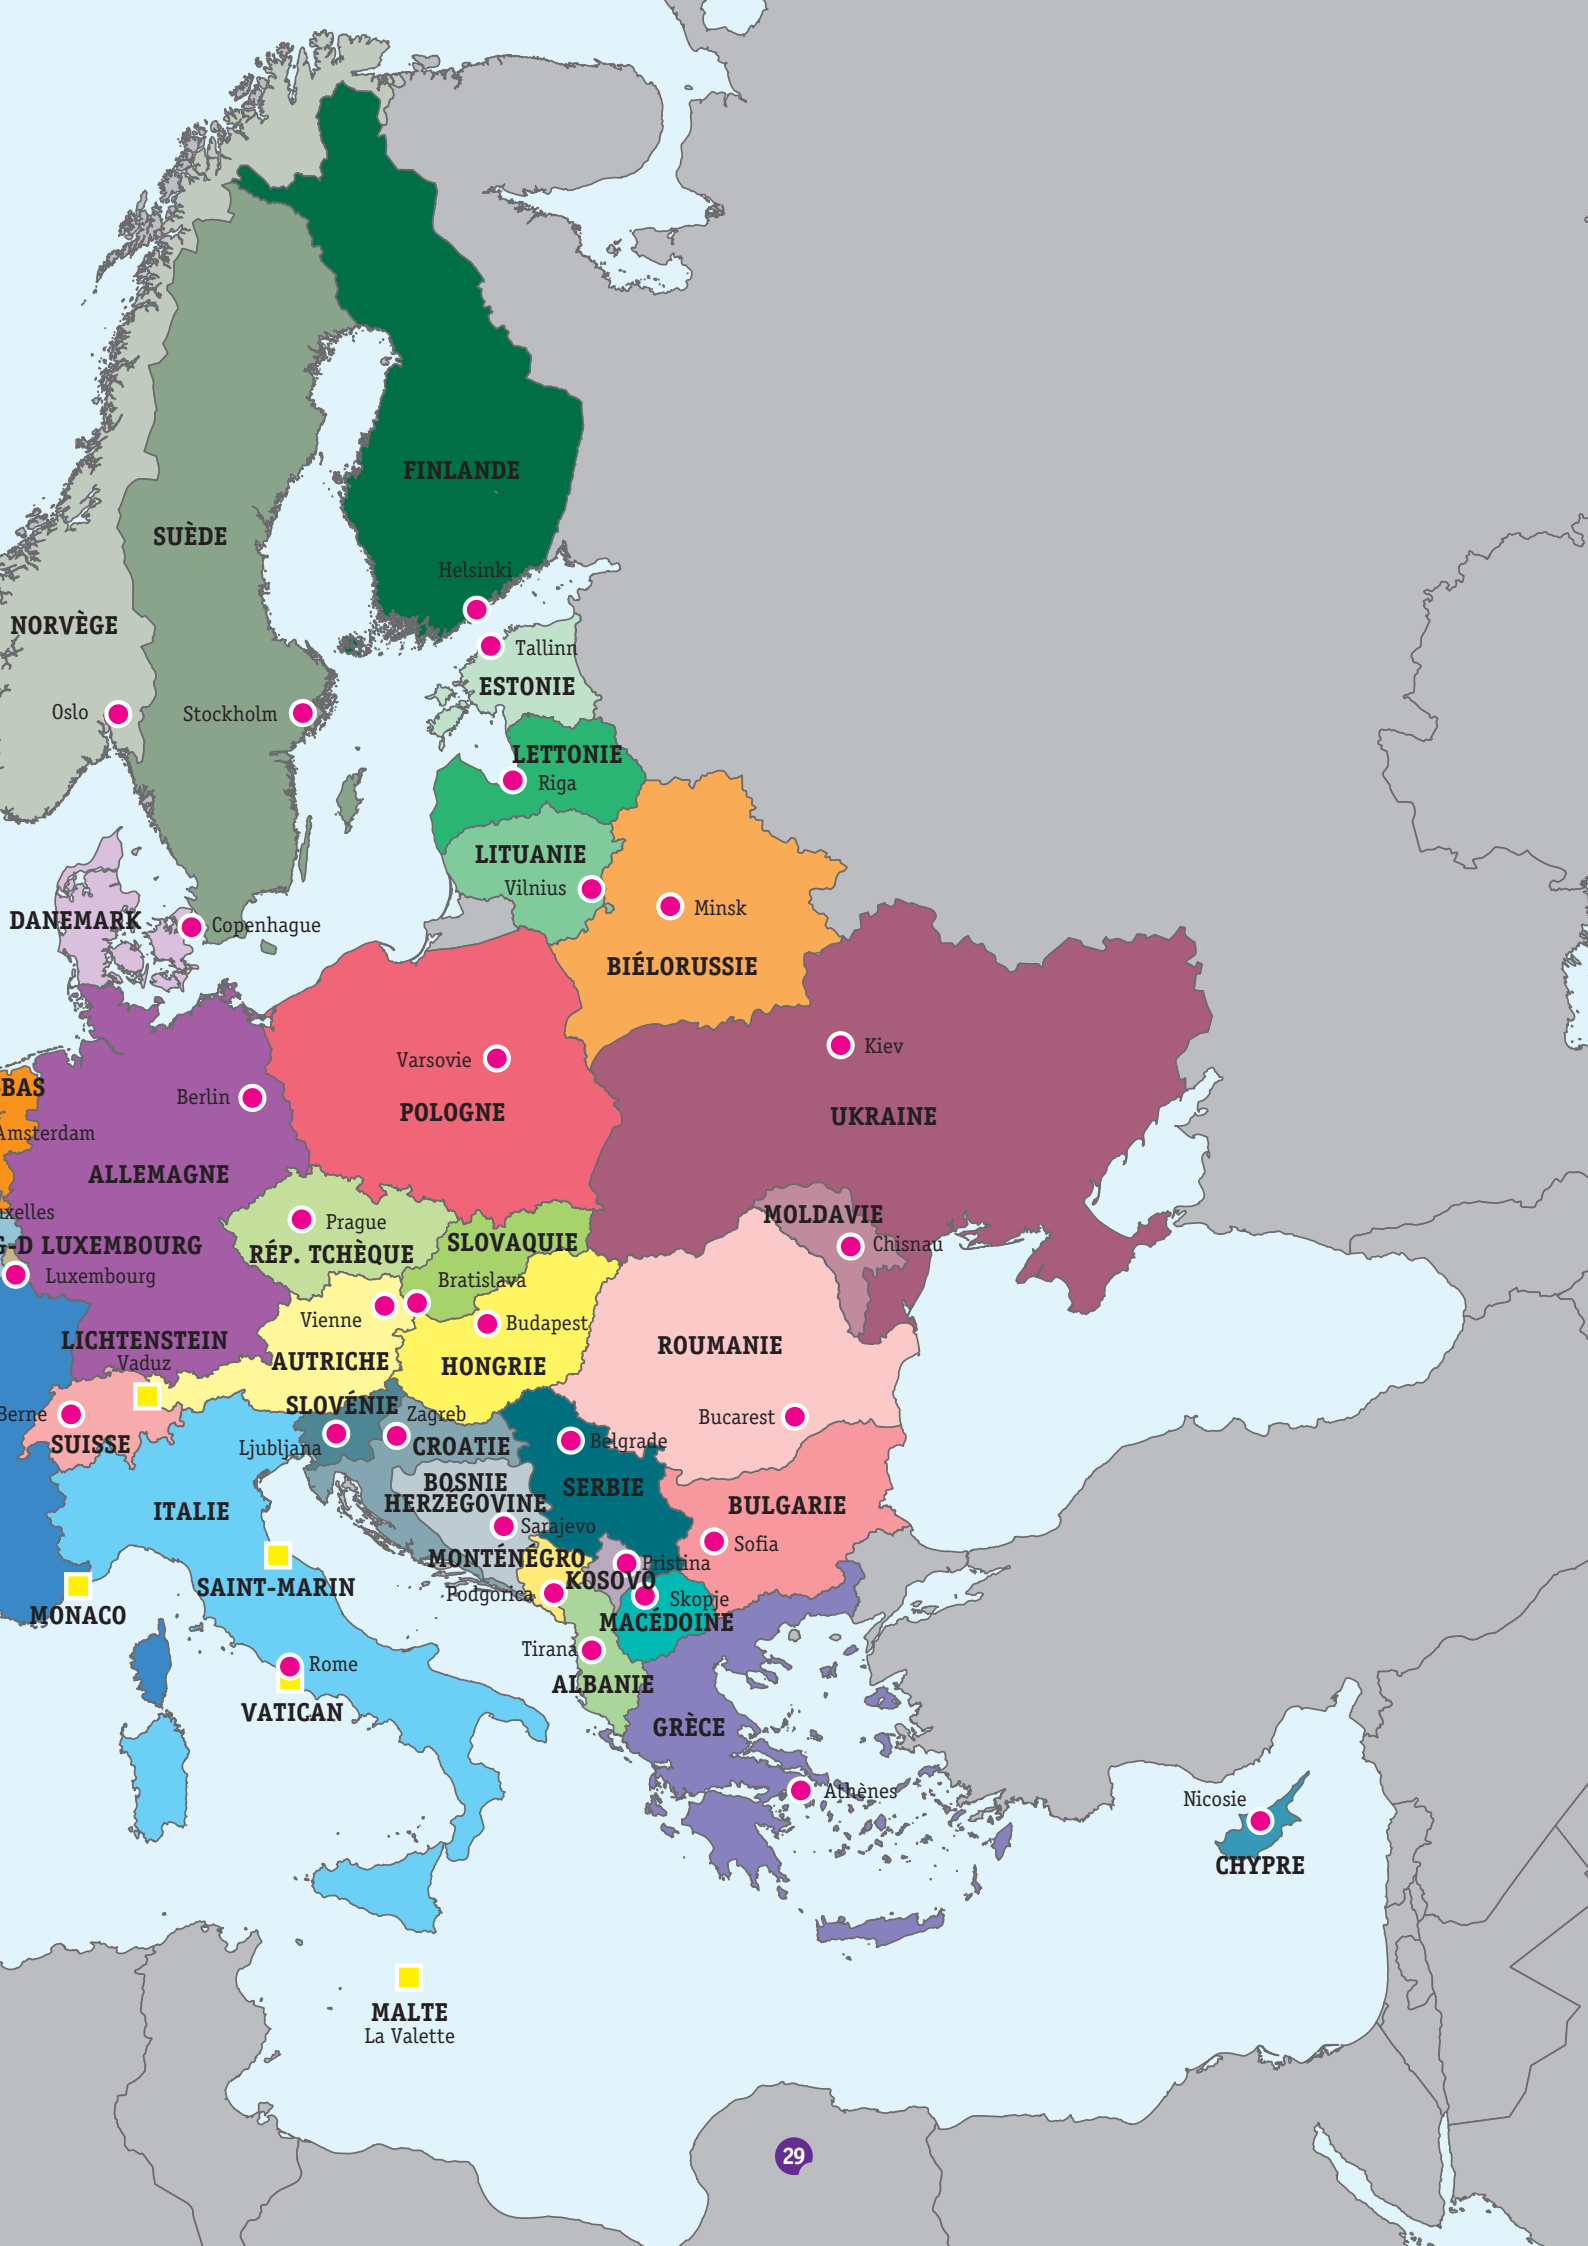 FINLANDE
SUÈDE
Helsinki
NORVÈGE
Tallinn
ESTONIE
Oslo
Stockholm
LETTONIE
Riga
LITUANIE
Vilnius
Minsk
DANEMARK
Copenhague
BIÉLORUSSIE
Kiev
Varsovie
BAS
Berlin
POLOGNE
UKRAINE
Amsterdam
ALLEMAGNE
xelles
MOLDAVIE
Prague
G-D LUXEMBOURG
SLOVAQUIE
Chisnau
RÉP. TCHÈQUE
Luxembourg
Bratislava
Vienne
Budapest
LICHTENSTEIN
ROUMANIE
Vaduz
AUTRICHE
HONGRIE
SLOVÉNIE
Berne
Zagreb
Bucarest
SUISSE
Ljubljana
CROATIE
Belgrade
BOSNIE
HERZÉGOVINE
SERBIE
ITALIE
BULGARIE
Sarajevo
Sofia
MONTÉNÉGRO
Pristina
KOSOVO
SAINT-MARIN
Podgorica
Skopje
MONACO
MACÉDOINE
Tirana
Rome
ALBANIE
VATICAN
GRÈCE
Athènes
Nicosie
CHYPRE
MALTE
La Valette
29